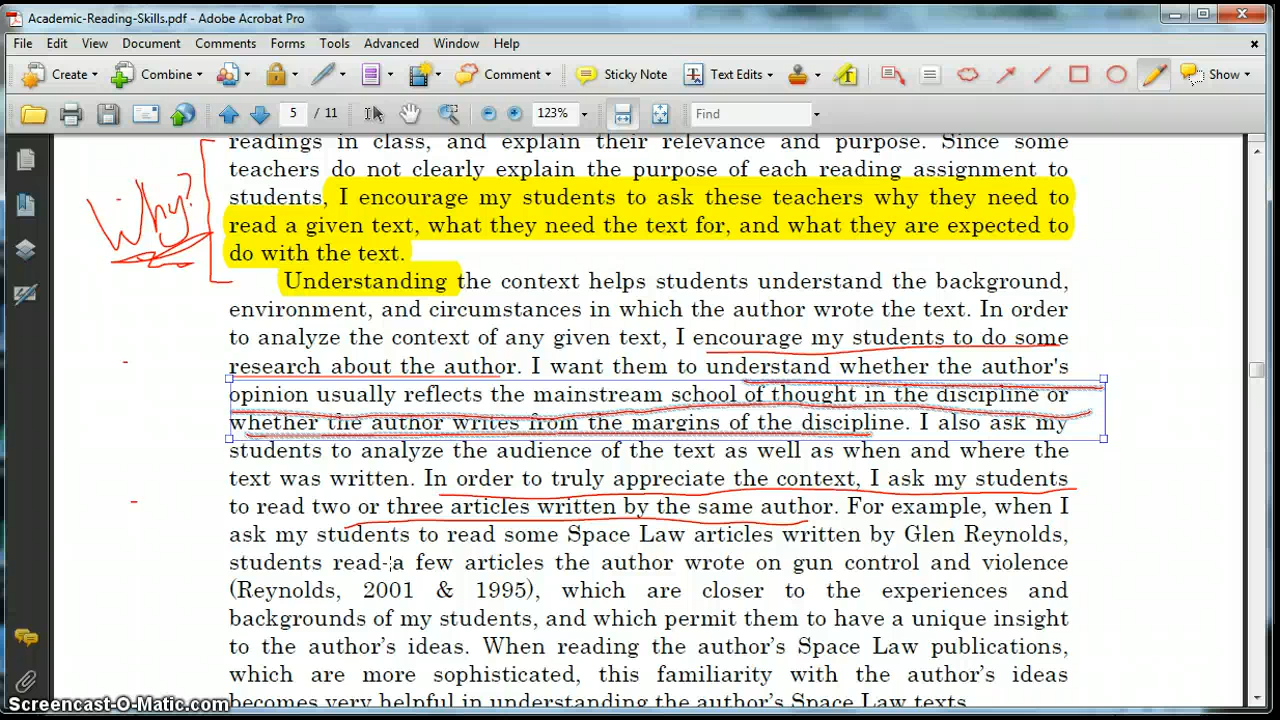 Academic-Reading-Skills.pdf - Adobe Acrobat Pro
File Edit View Document Comments Forms Tools Advanced Window Help
Create Combine Comment Sticky Note Text Edits Show
5 / 11 123% Find
readings in class, and explain their relevance and purpose. Since some
teachers do not clearly explain the purpose of each reading assignment to
students, I encourage my students to ask these teachers why they need to
read a given text, what they need the text for, and what they are expected to
do with the text.
Why?
Understanding the context helps students understand the background,
environment, and circumstances in which the author wrote the text. In order
to analyze the context of any given text, I encourage my students to do some
research about the author. I want them to understand whether the author's
opinion usually reflects the mainstream school of thought in the discipline or
whether the author writes from the margins of the discipline. I also ask my
students to analyze the audience of the text as well as when and where the
text was written. In order to truly appreciate the context, I ask my students
to read two or three articles written by the same author. For example, when I
ask my students to read some Space Law articles written by Glen Reynolds,
students read a few articles the author wrote on gun control and violence
(Reynolds, 2001 & 1995), which are closer to the experiences and
backgrounds of my students, and which permit them to have a unique insight
to the author's ideas. When reading the author's Space Law publications,
which are more sophisticated, this familiarity with the author's ideas
becomes very helpful in understanding the author's Space Law texts.
Screencast-O-Matic.com